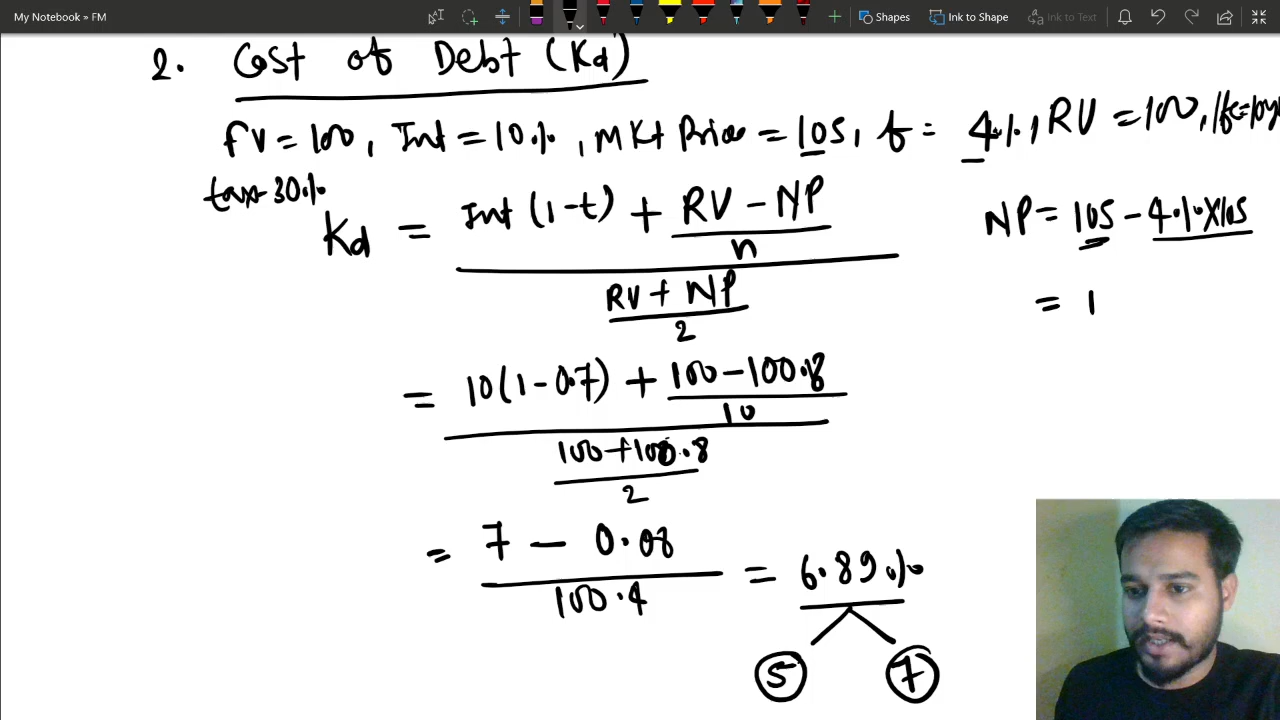 My Notebook » FM
Shapes
Ink to Shape
Ink to Text
2. Cost of Debt (Kd)
FV = 100, Int = 10%, Mkt Price = 105, f = 4%, RV = 100,
tax-30%
Kd = Int (1-t) + RV - NP
n
RV + NP
2
NP = 105 - 4% X105
= 1
= 10(1-0.7) + 100-100.8
10
100+100.8
2
= 7 - 0.08
100.4
= 6.89%
5 7